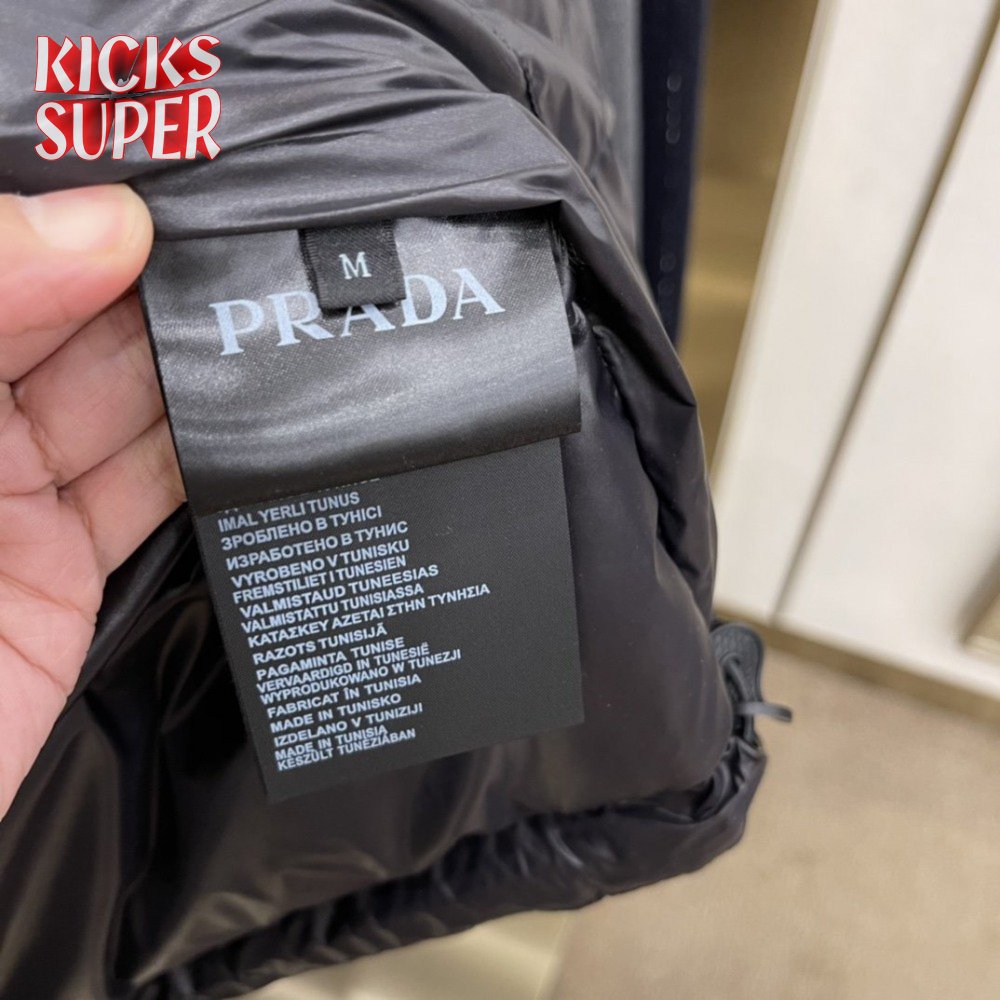 KICKS
SUPER
M
PRADA
IMAL YERLI TUNUS
ЗРОБЛЕНО В ТУНІСІ
ИЗРАБОТЕНО В ТУНИС
VYROBENO V TUNISKU
FREMSTILIET I TUNESIEN
VALMISTAUD TUNEESIAS
VALMISTATTU TUNISIASSA
ΚΑΤΑΣΚΕΥ ΑΖΕΤΑΙ ΣΤΗΝ ΤΥΝΗΣΙΑ
RAZOTS TUNISIJĀ
PAGAMINTA TUNISE
VERVAARDIGD IN TUNESIË
WYPRODUKOWANO W TUNEZJI
FABRICAT ÎN TUNISIA
MADE IN TUNISKO
IZDELANO V TUNIZIJI
MADE IN TUNISIA
KÉSZÜLT TUNÉZIÁBAN